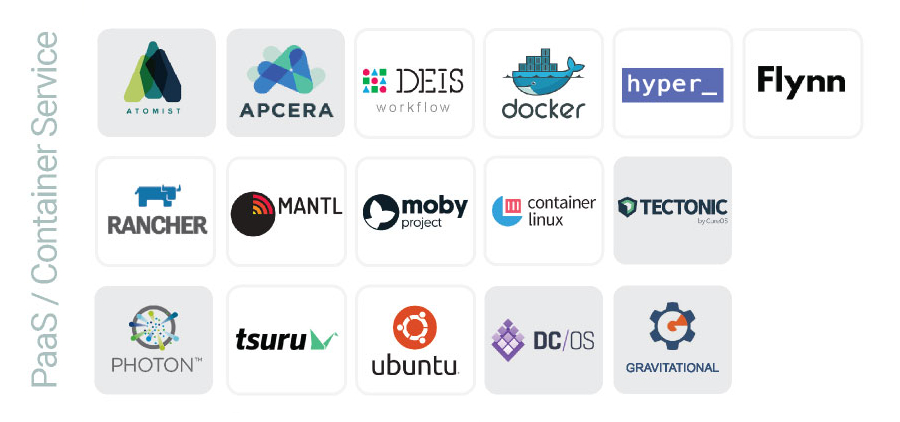 PaaS / Container Service
ATOMIST
APCERA
DEIS
workflow
docker
hyper_
Flynn
RANCHER
MANTL
moby
project
container
linux
TECTONIC
by CoreOS
PHOTON™
tsuru
ubuntu
DC/OS
GRAVITATIONAL